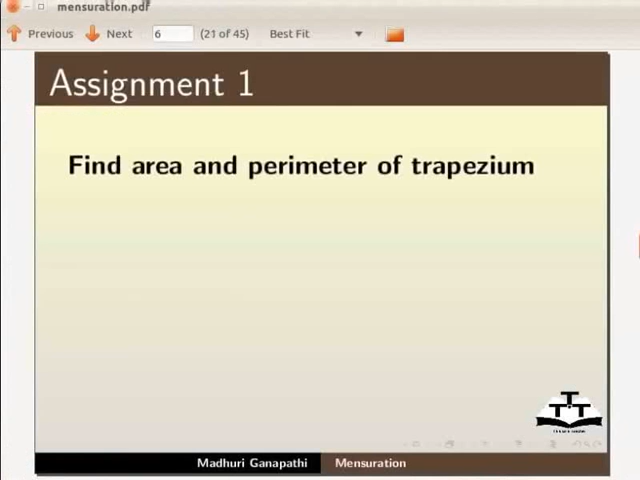 mensuration.pdf
Previous Next 6 (21 of 45) Best Fit
Assignment 1
Find area and perimeter of trapezium
T
T T
Madhuri Ganapathi Mensuration